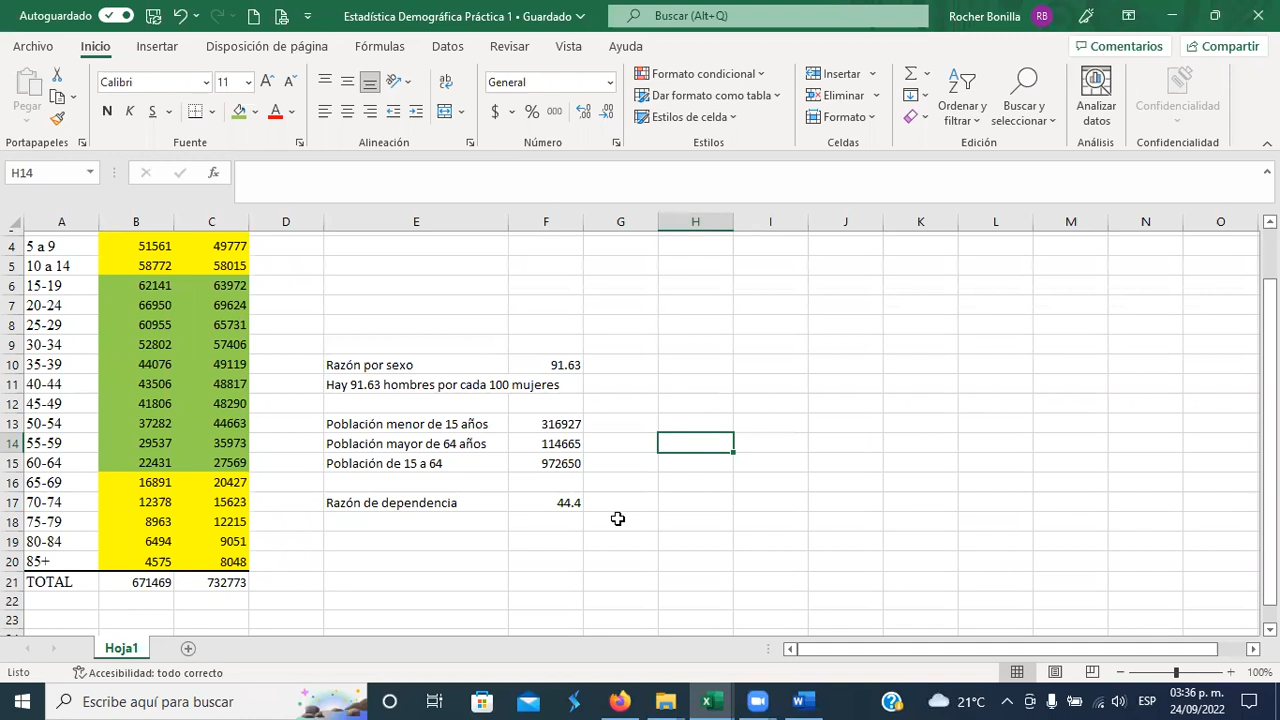 Autoguardado
Estadística Demográfica Práctica 1 • Guardado
Buscar (Alt+Q)
Rocher Bonilla
RB
Archivo Inicio Insertar Disposición de página Fórmulas Datos Revisar Vista Ayuda
Comentarios
Compartir
Pegar
Calibri
11
N K S
General
$ % 000
Formato condicional
Dar formato como tabla
Estilos de celda
Insertar
Eliminar
Formato
Ordenar y filtrar
Buscar y seleccionar
Analizar datos
Confidencialidad
Portapapeles Fuente Alineación Número Estilos Celdas Edición Análisis Confidencialidad
H14
fx
A B C D E F G H I J K L M N O
4 5 a 9 51561 49777
5 10 a 14 58772 58015
6 15-19 62141 63972
7 20-24 66950 69624
8 25-29 60955 65731
9 30-34 52802 57406
10 35-39 44076 49119 Razón por sexo 91.63
11 40-44 43506 48817 Hay 91.63 hombres por cada 100 mujeres
12 45-49 41806 48290
13 50-54 37282 44663 Población menor de 15 años 316927
14 55-59 29537 35973 Población mayor de 64 años 114665
15 60-64 22431 27569 Población de 15 a 64 972650
16 65-69 16891 20427
17 70-74 12378 15623 Razón de dependencia 44.4
18 75-79 8963 12215
19 80-84 6494 9051
20 85+ 4575 8048
21 TOTAL 671469 732773
22
23
Hoja1
Listo
Accesibilidad: todo correcto
100%
Escribe aquí para buscar
21°C
ESP
03:36 p. m.
24/09/2022